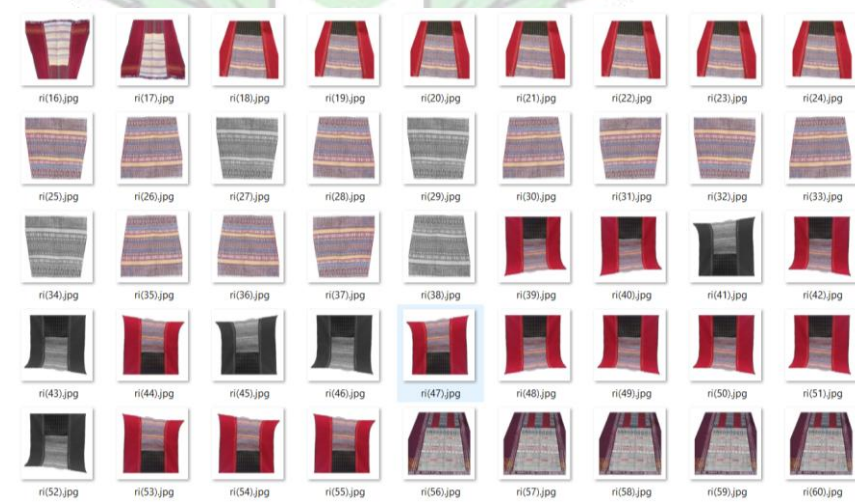 ri(16).jpg ri(17).jpg ri(18).jpg ri(19).jpg ri(20).jpg ri(21).jpg ri(22).jpg ri(23).jpg ri(24).jpg
ri(25).jpg ri(26).jpg ri(27).jpg ri(28).jpg ri(29).jpg ri(30).jpg ri(31).jpg ri(32).jpg ri(33).jpg
ri(34).jpg ri(35).jpg ri(36).jpg ri(37).jpg ri(38).jpg ri(39).jpg ri(40).jpg ri(41).jpg ri(42).jpg
ri(43).jpg ri(44).jpg ri(45).jpg ri(46).jpg ri(47).jpg ri(48).jpg ri(49).jpg ri(50).jpg ri(51).jpg
ri(52).jpg ri(53).jpg ri(54).jpg ri(55).jpg ri(56).jpg ri(57).jpg ri(58).jpg ri(59).jpg ri(60).jpg